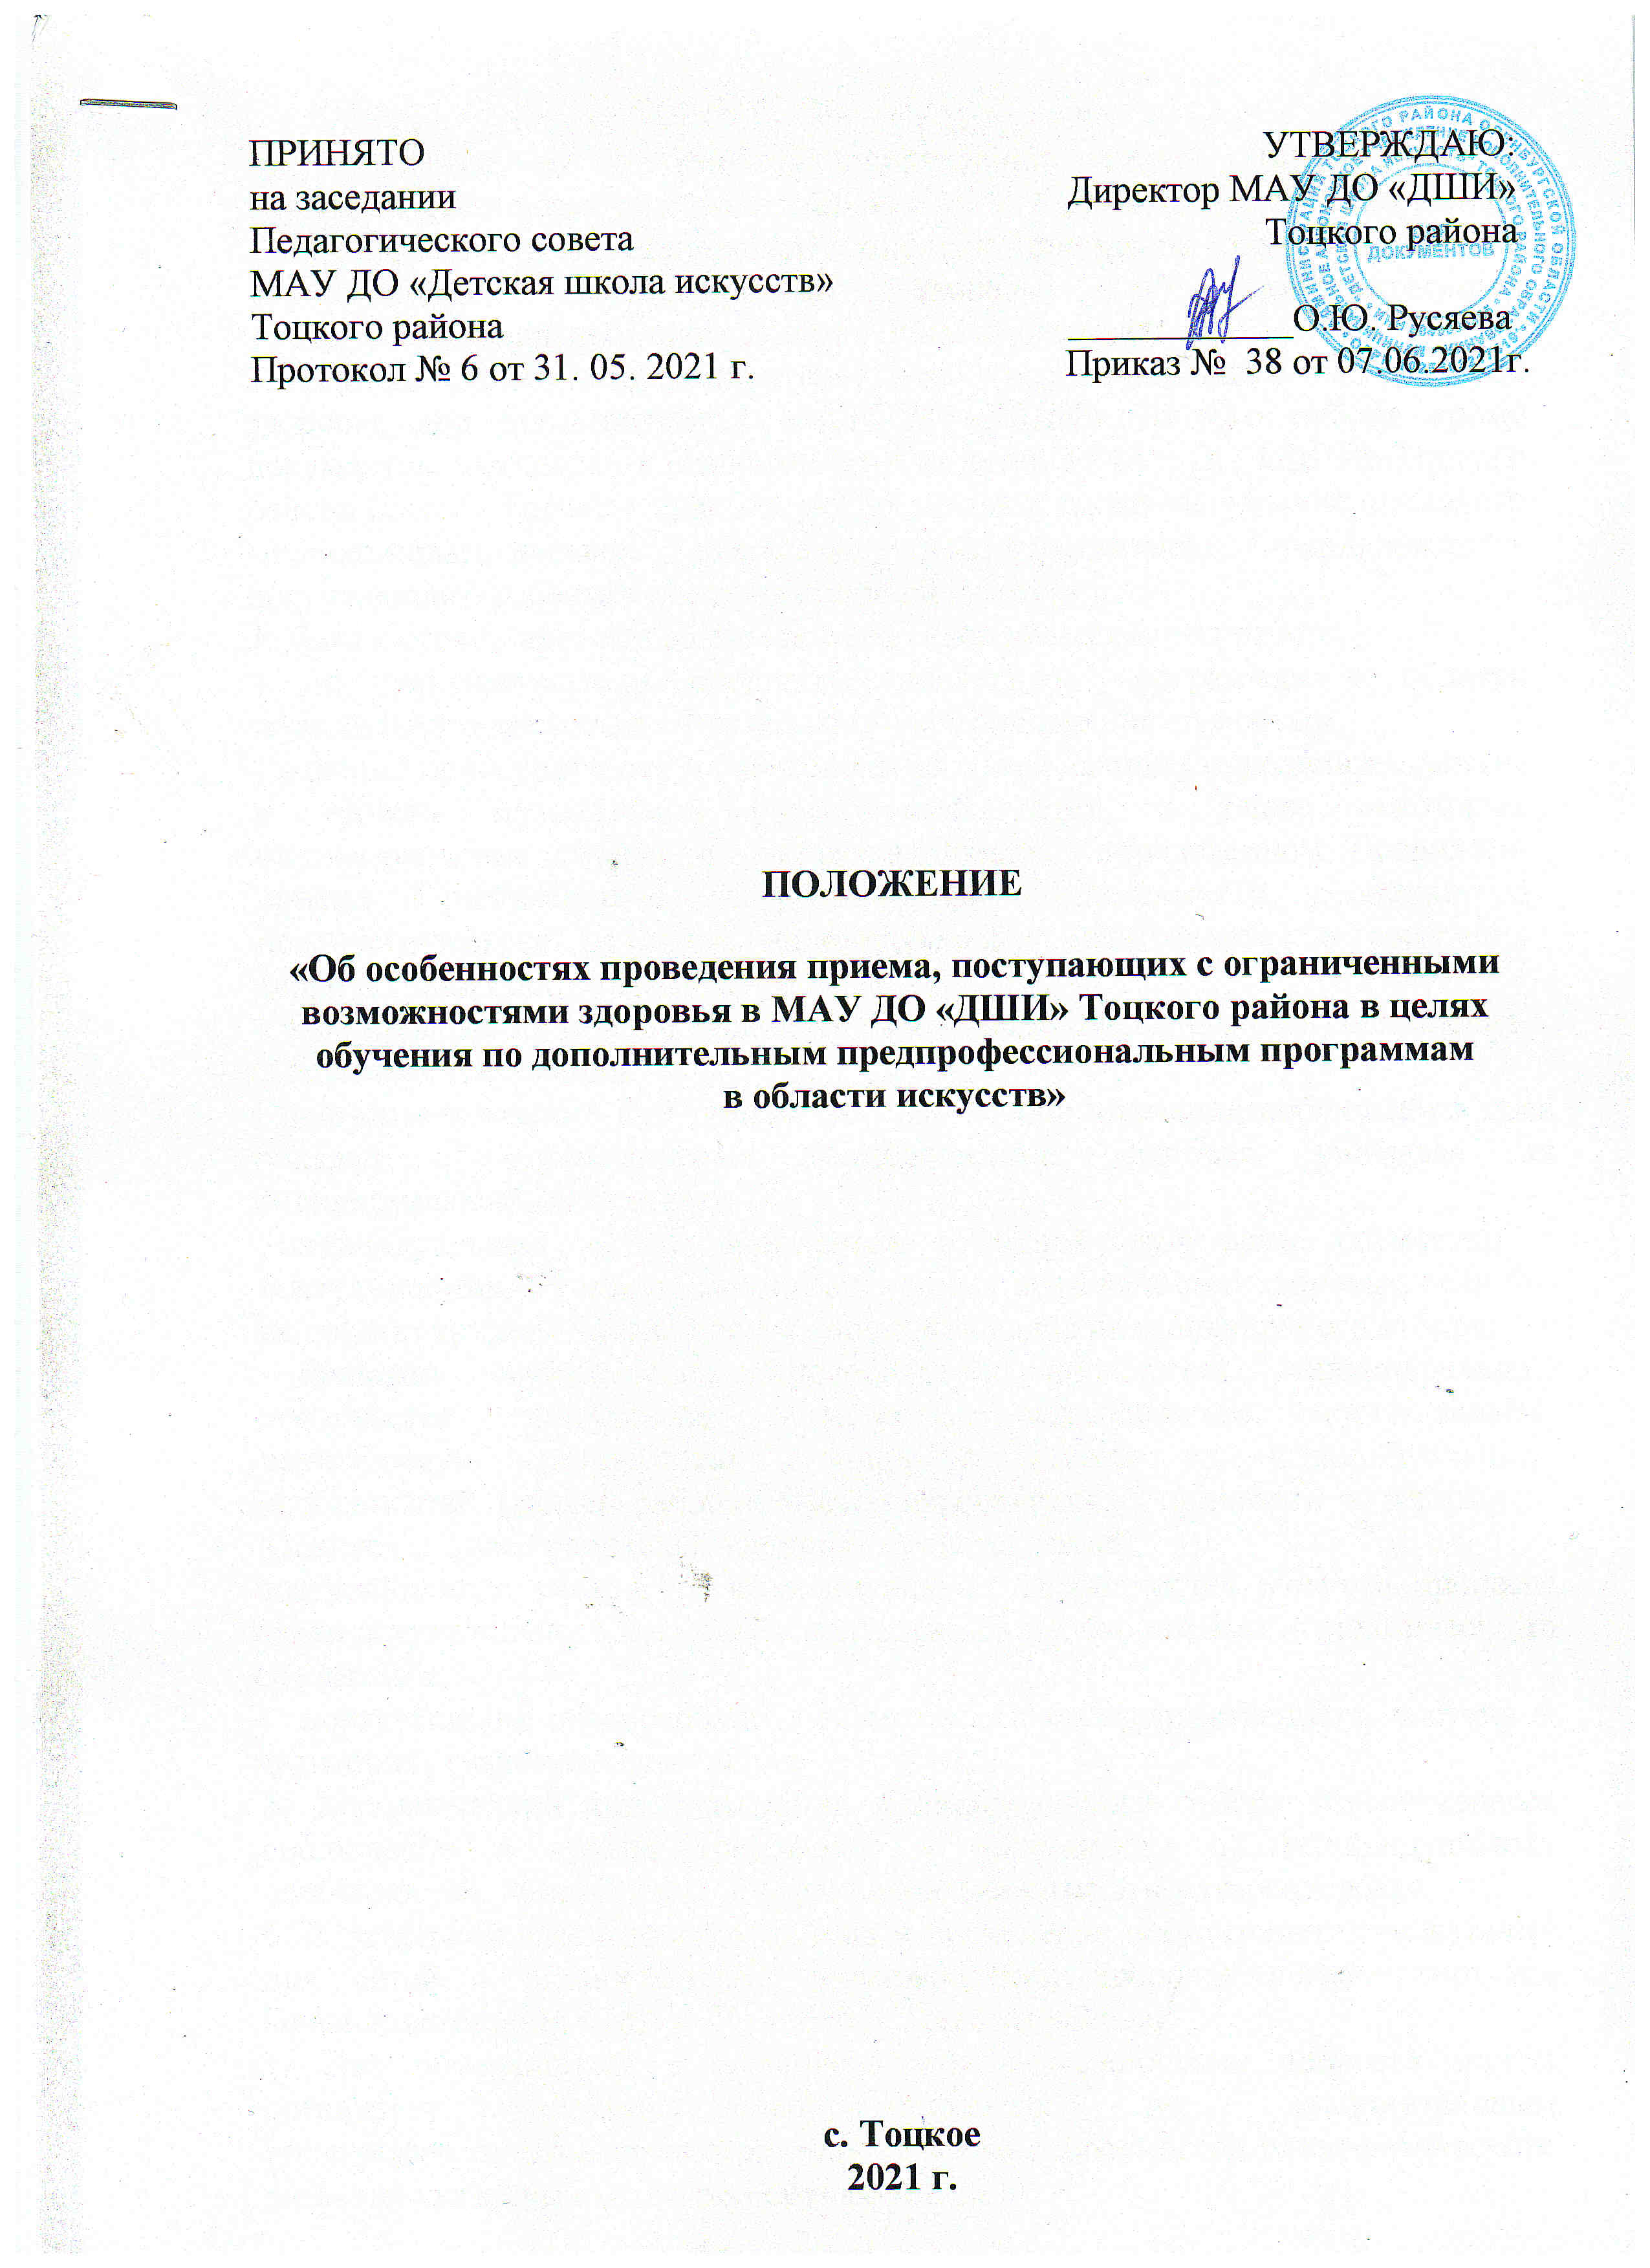 ПРИНЯТО
на заседании
Педагогического совета
МАУ ДО «Детская школа искусств»
Тоцкого района
Протокол № 6 от 31. 05. 2021 г.
УТВЕРЖДАЮ:
Директор МАУ ДО «ДШИ»
Тоцкого района
О.Ю. Русяева
Приказ № 38 от 07.06.2021г.
ДОКУМЕНТОВ
ПОЛОЖЕНИЕ
«Об особенностях проведения приема, поступающих с ограниченными
возможностями здоровья в МАУ ДО «ДШИ» Тоцкого района в целях
обучения по дополнительным предпрофессиональным программам
в области искусств»
с. Тоцкое
2021 г.